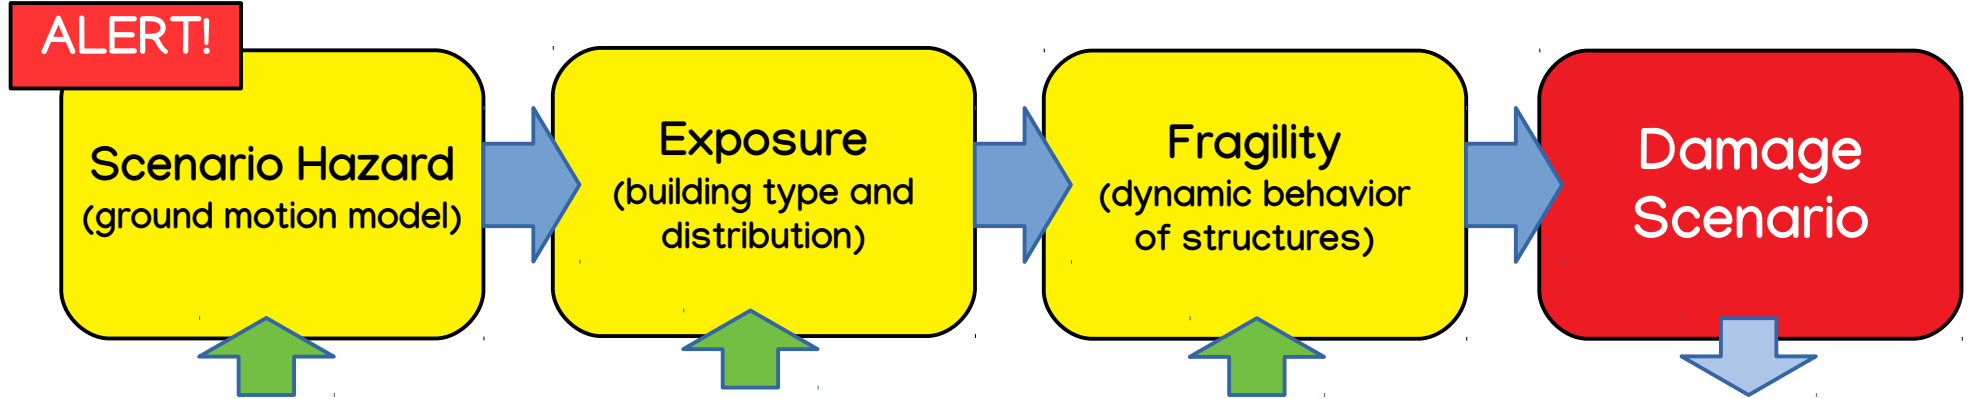 ALERT!
Scenario Hazard
(ground motion model)
Exposure
(building type and
distribution)
Fragility
(dynamic behavior
of structures)
Damage
Scenario